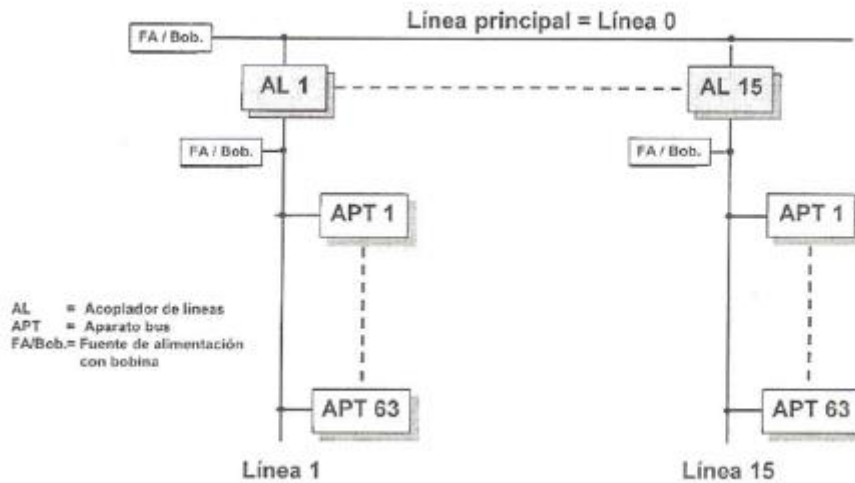 Línea principal = Línea 0
FA / Bob.
AL 1
AL 15
FA / Bob.
FA / Bob.
APT 1
APT 1
AL = Acoplador de líneas
APT = Aparato bus
FA/Bob.= Fuente de alimentación
con bobina
APT 63
APT 63
Línea 1
Línea 15